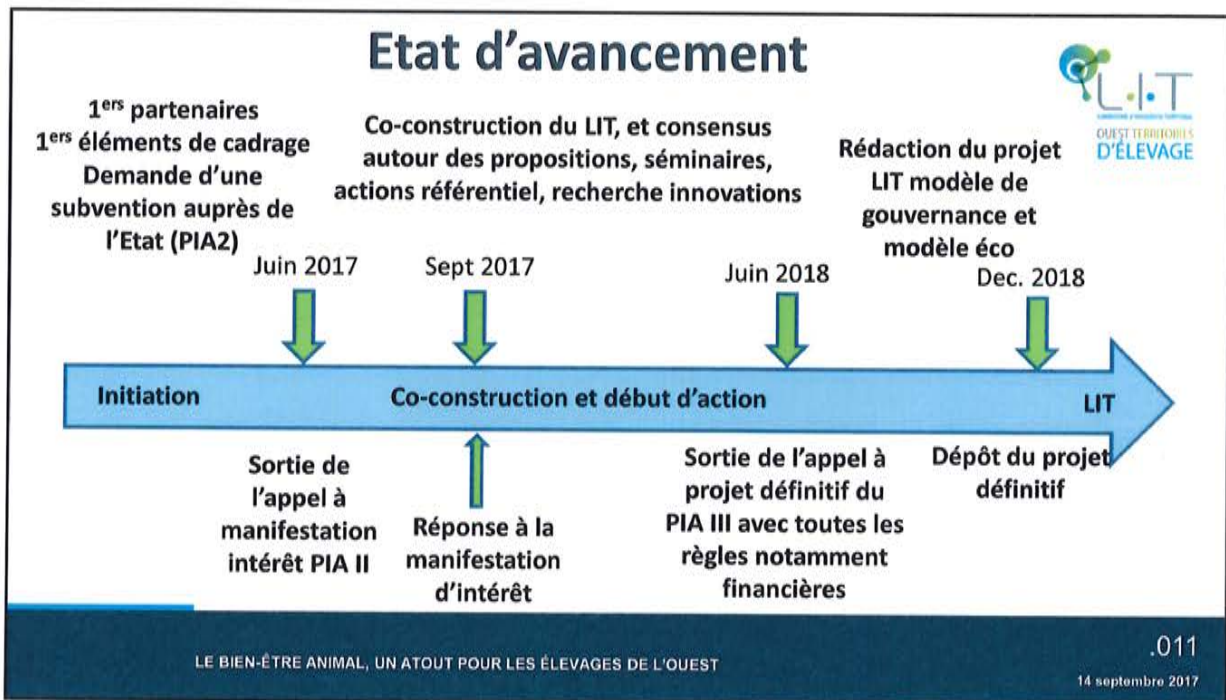 Etat d'avancement
L.I.T
OUEST TERRITOIRES
D'ÉLEVAGE
1ers partenaires
1ers éléments de cadrage
Demande d'une
subvention auprès de
l'Etat (PIA2)
Co-construction du LIT, et consensus
autour des propositions, séminaires,
actions référentiel, recherche innovations
Rédaction du projet
LIT modèle de
gouvernance et
modèle éco
Juin 2017
Sept 2017
Juin 2018
Dec. 2018
Initiation
Co-construction et début d'action
LIT
Sortie de
l'appel à
manifestation
intérêt PIA II
Réponse à la
manifestation
d'intérêt
Sortie de l'appel à
projet définitif du
PIA III avec toutes les
règles notamment
financières
Dépôt du projet
définitif
LE BIEN-ÊTRE ANIMAL, UN ATOUT POUR LES ÉLEVAGES DE L'OUEST
.011
14 septembre 2017